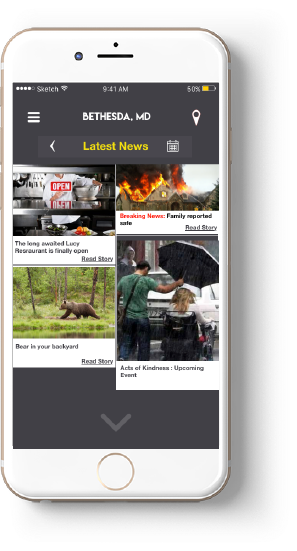 Sketch 9:41 AM 50%
BETHESDA, MD
Latest News
OPEN
The long awaited Lucy
Resraurant is finally open
Read Story
Breaking News: Family reported
safe
Read Story
Bear in your backyard
Read Story
Acts of Kindness : Upcoming
Event